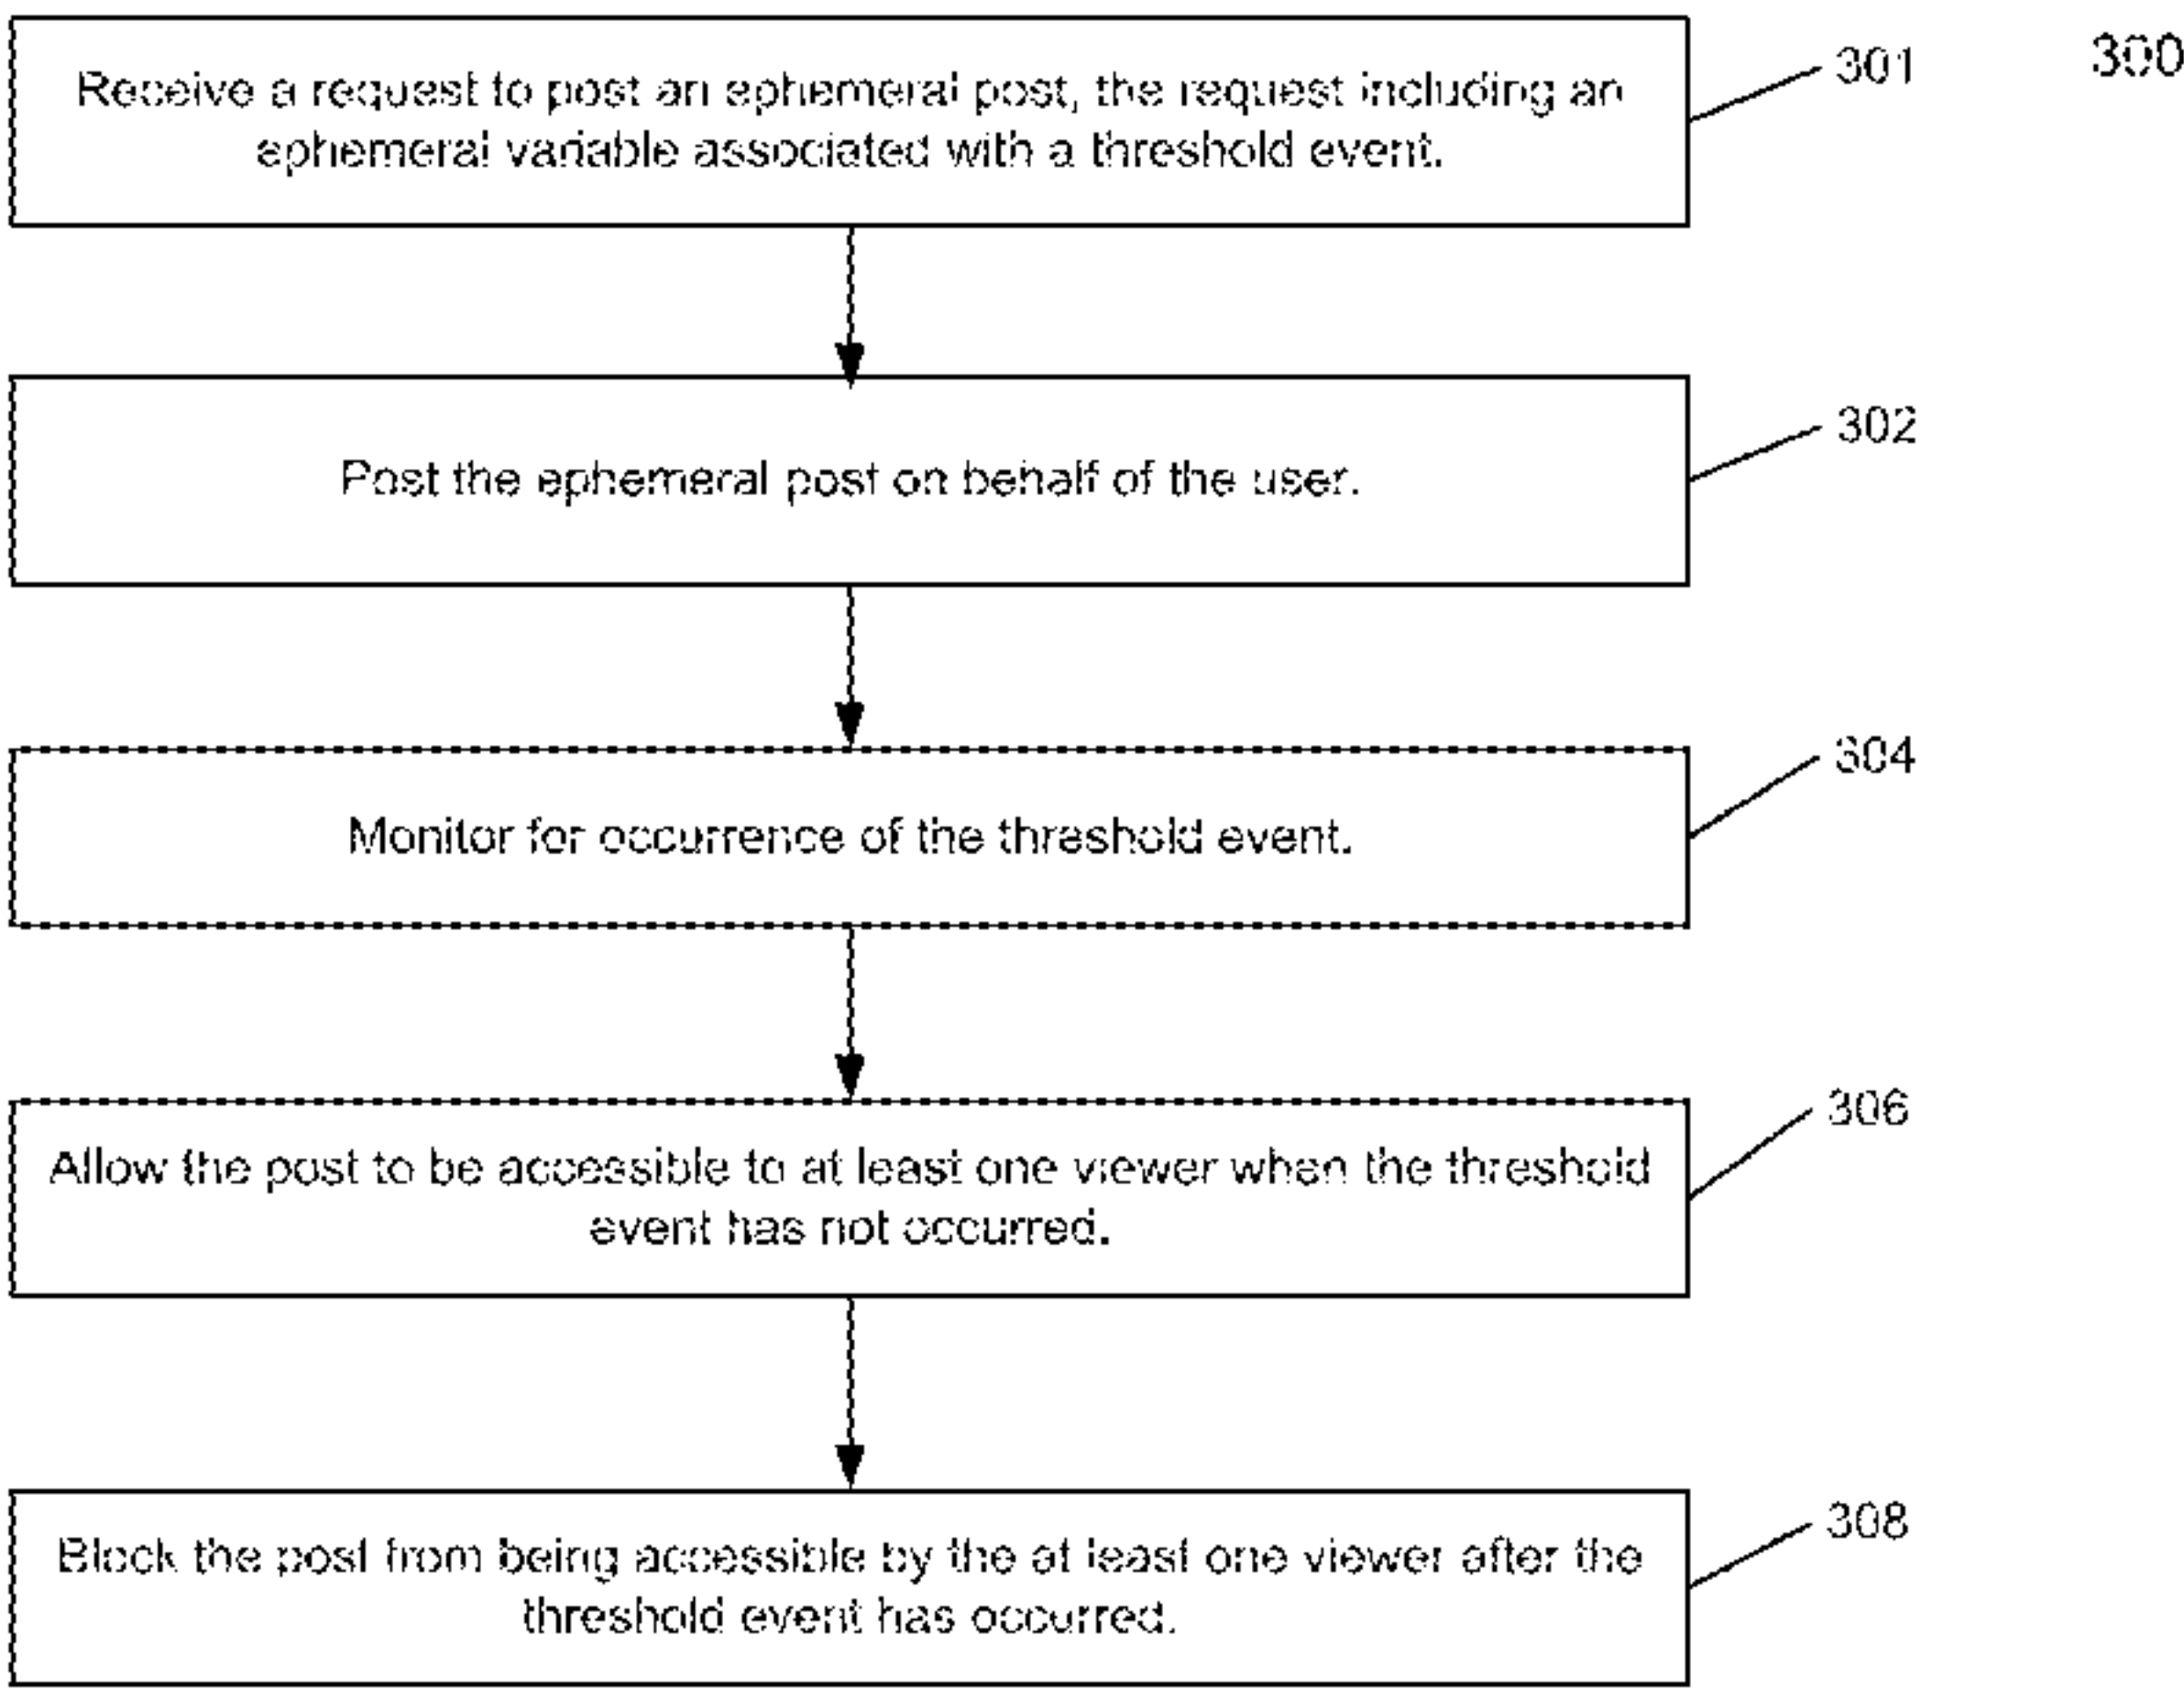 300
Receive a request to post an ephemeral post, the request including an
ephemeral variable associated with a threshold event.
301
Post the ephemeral post on behalf of the user.
302
Monitor for occurrence of the threshold event.
304
Allow the post to be accessible to at least one viewer when the threshold
event has not occurred.
306
Block the post from being accessible by the at least one viewer after the
threshold event has occurred.
308